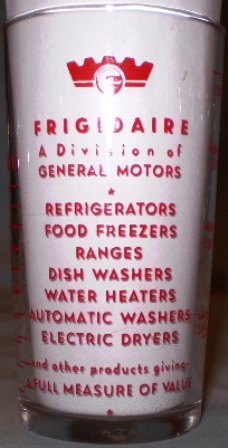 FRIGIDAIRE
A Division of
GENERAL MOTORS
REFRIGERATORS
FOOD FREEZERS
RANGES
DISH WASHERS
WATER HEATERS
AUTOMATIC WASHERS
ELECTRIC DRYERS
and other products giving-
A FULL MEASURE OF VALUE